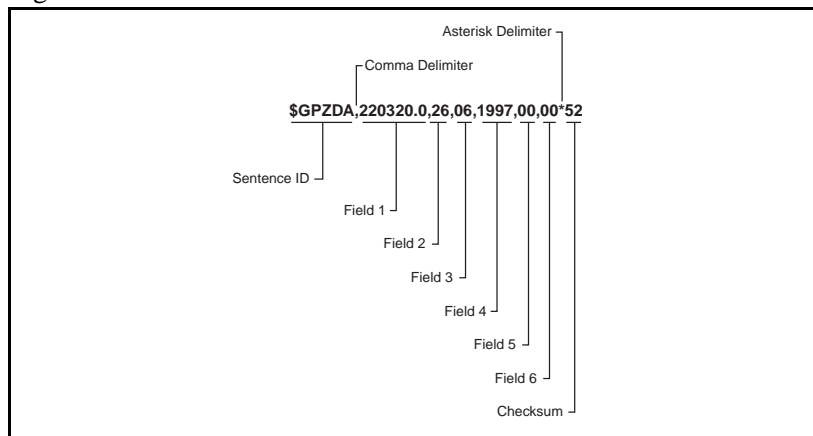 Asterisk Delimiter
Comma Delimiter
$GPZDA,220320.0,26,06,1997,00,00*52
Sentence ID
Field 1
Field 2
Field 3
Field 4
Field 5
Field 6
Checksum